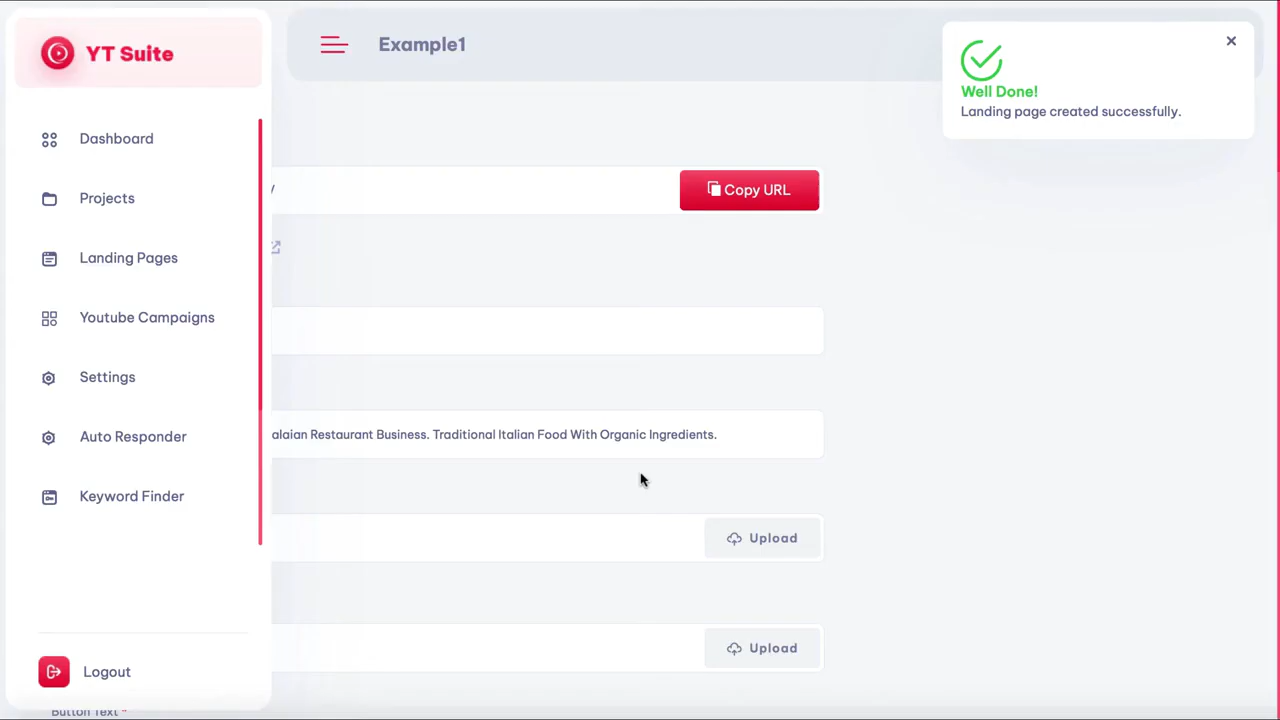 YT Suite
Example1
Well Done!
Landing page created successfully.
Dashboard
Projects
Landing Pages
Youtube Campaigns
Settings
Auto Responder
Keyword Finder
Logout
/
Copy URL
alaian Restaurant Business. Traditional Italian Food With Organic Ingredients.
Upload
Upload
Button Text *